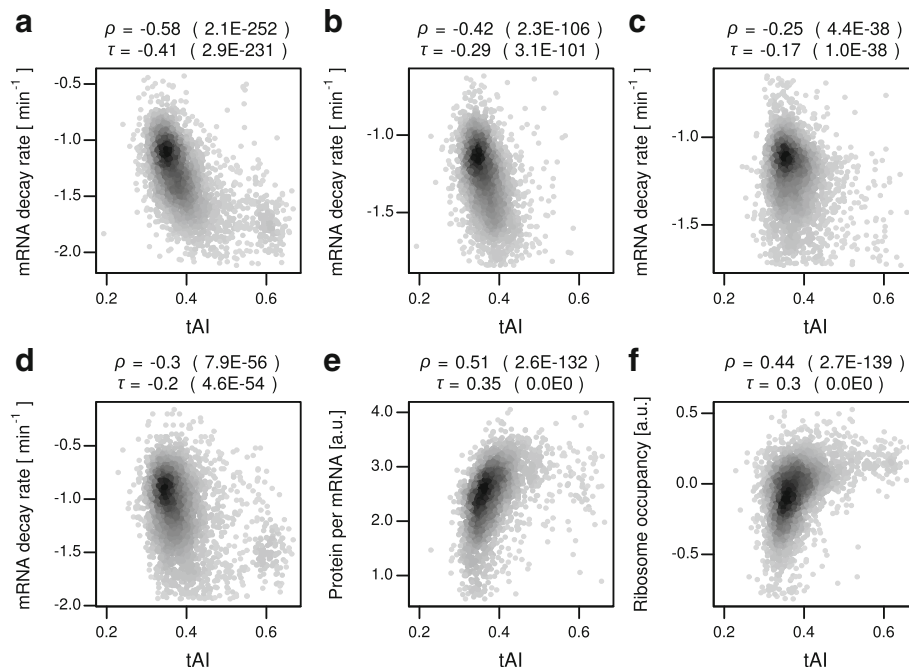 a
ρ = -0.58 ( 2.1E-252 )
τ = -0.41 ( 2.9E-231 )
mRNA decay rate [ min⁻¹ ]
-0.5
-1.0
-1.5
-2.0
0.2 0.4 0.6
tAI
b
ρ = -0.42 ( 2.3E-106 )
τ = -0.29 ( 3.1E-101 )
mRNA decay rate [ min⁻¹ ]
-1.0
-1.5
0.2 0.4 0.6
tAI
c
ρ = -0.25 ( 4.4E-38 )
τ = -0.17 ( 1.0E-38 )
mRNA decay rate [ min⁻¹ ]
-1.0
-1.5
0.2 0.4 0.6
tAI
d
ρ = -0.3 ( 7.9E-56 )
τ = -0.2 ( 4.6E-54 )
mRNA decay rate [ min⁻¹ ]
-0.5
-1.0
-1.5
-2.0
0.2 0.4 0.6
tAI
e
ρ = 0.51 ( 2.6E-132 )
τ = 0.35 ( 0.0E0 )
Protein per mRNA [a.u.]
4.0
3.0
2.0
1.0
0.2 0.4 0.6
tAI
f
ρ = 0.44 ( 2.7E-139 )
τ = 0.3 ( 0.0E0 )
Ribosome occupancy [a.u.]
0.5
0.0
-0.5
0.2 0.4 0.6
tAI